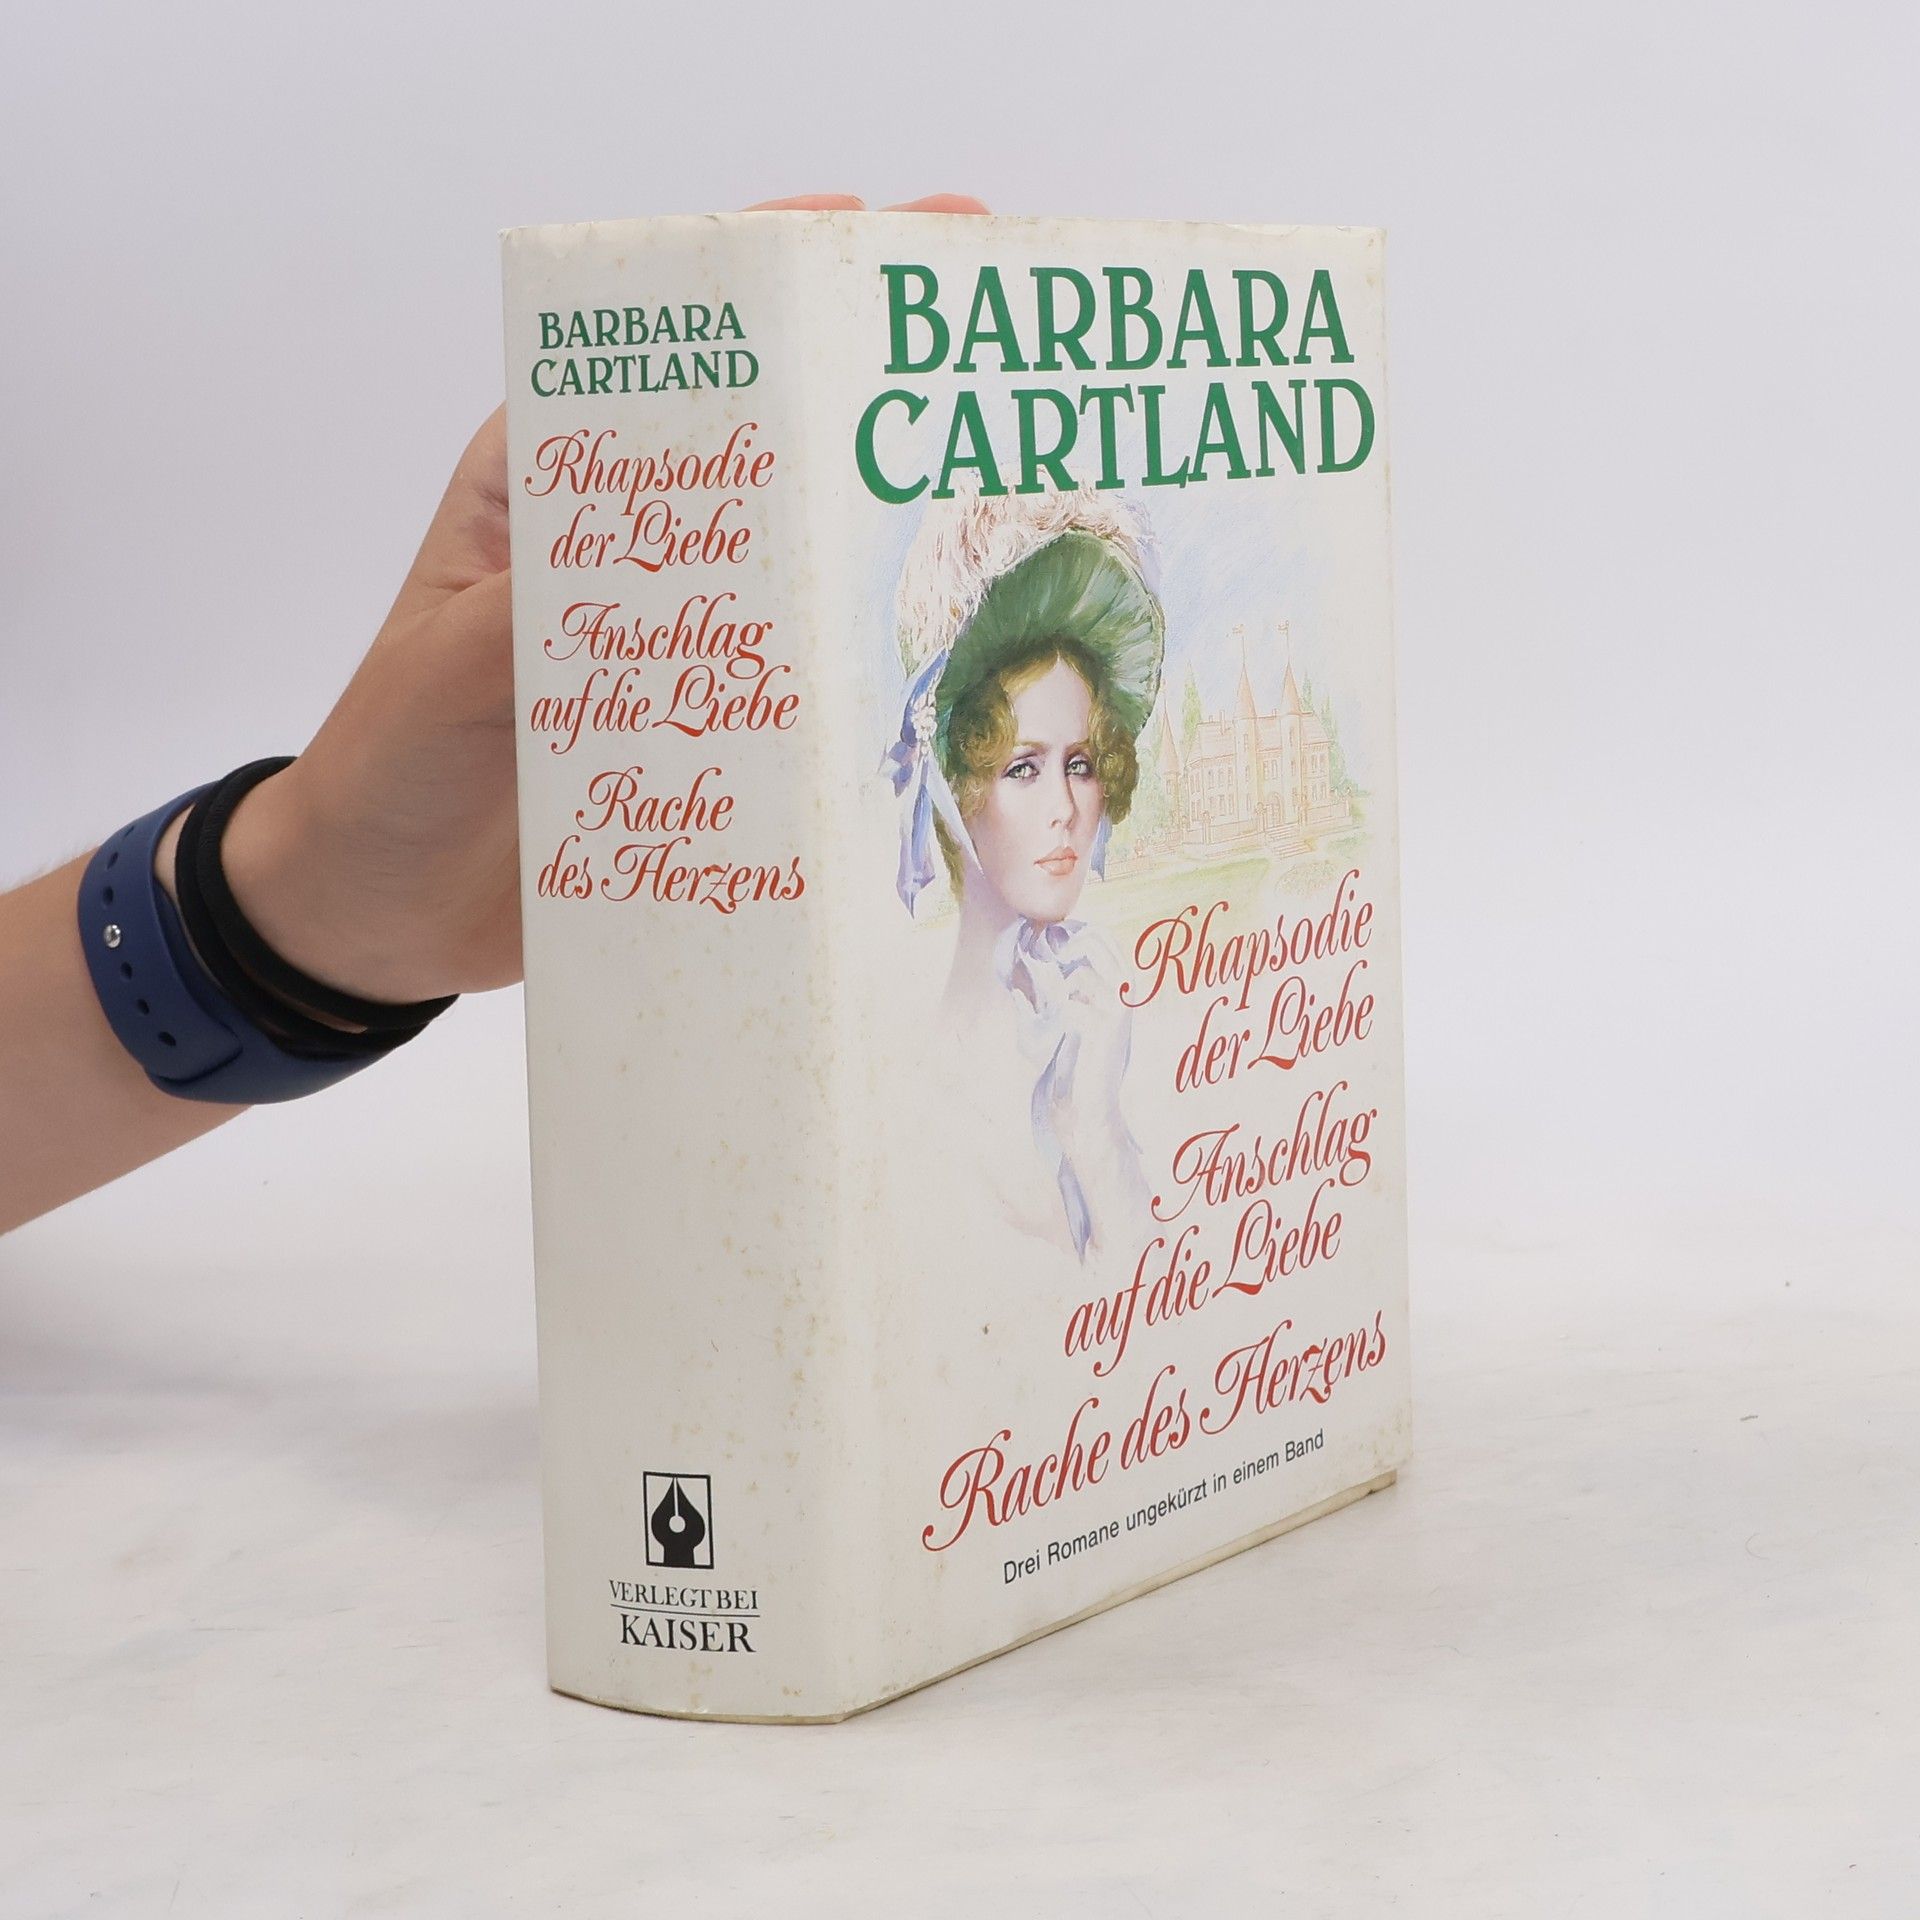 BARBARA
CARTLAND
Rhapsodie
der Liebe
Anschlag
auf die Liebe
Rache
des Herzens
VERLEGT BEI
KAISER
BARBARA
CARTLAND
Rhapsodie
der Liebe
Anschlag
auf die Liebe
Rache des Herzens
Drei Romane ungekürzt in einem Band